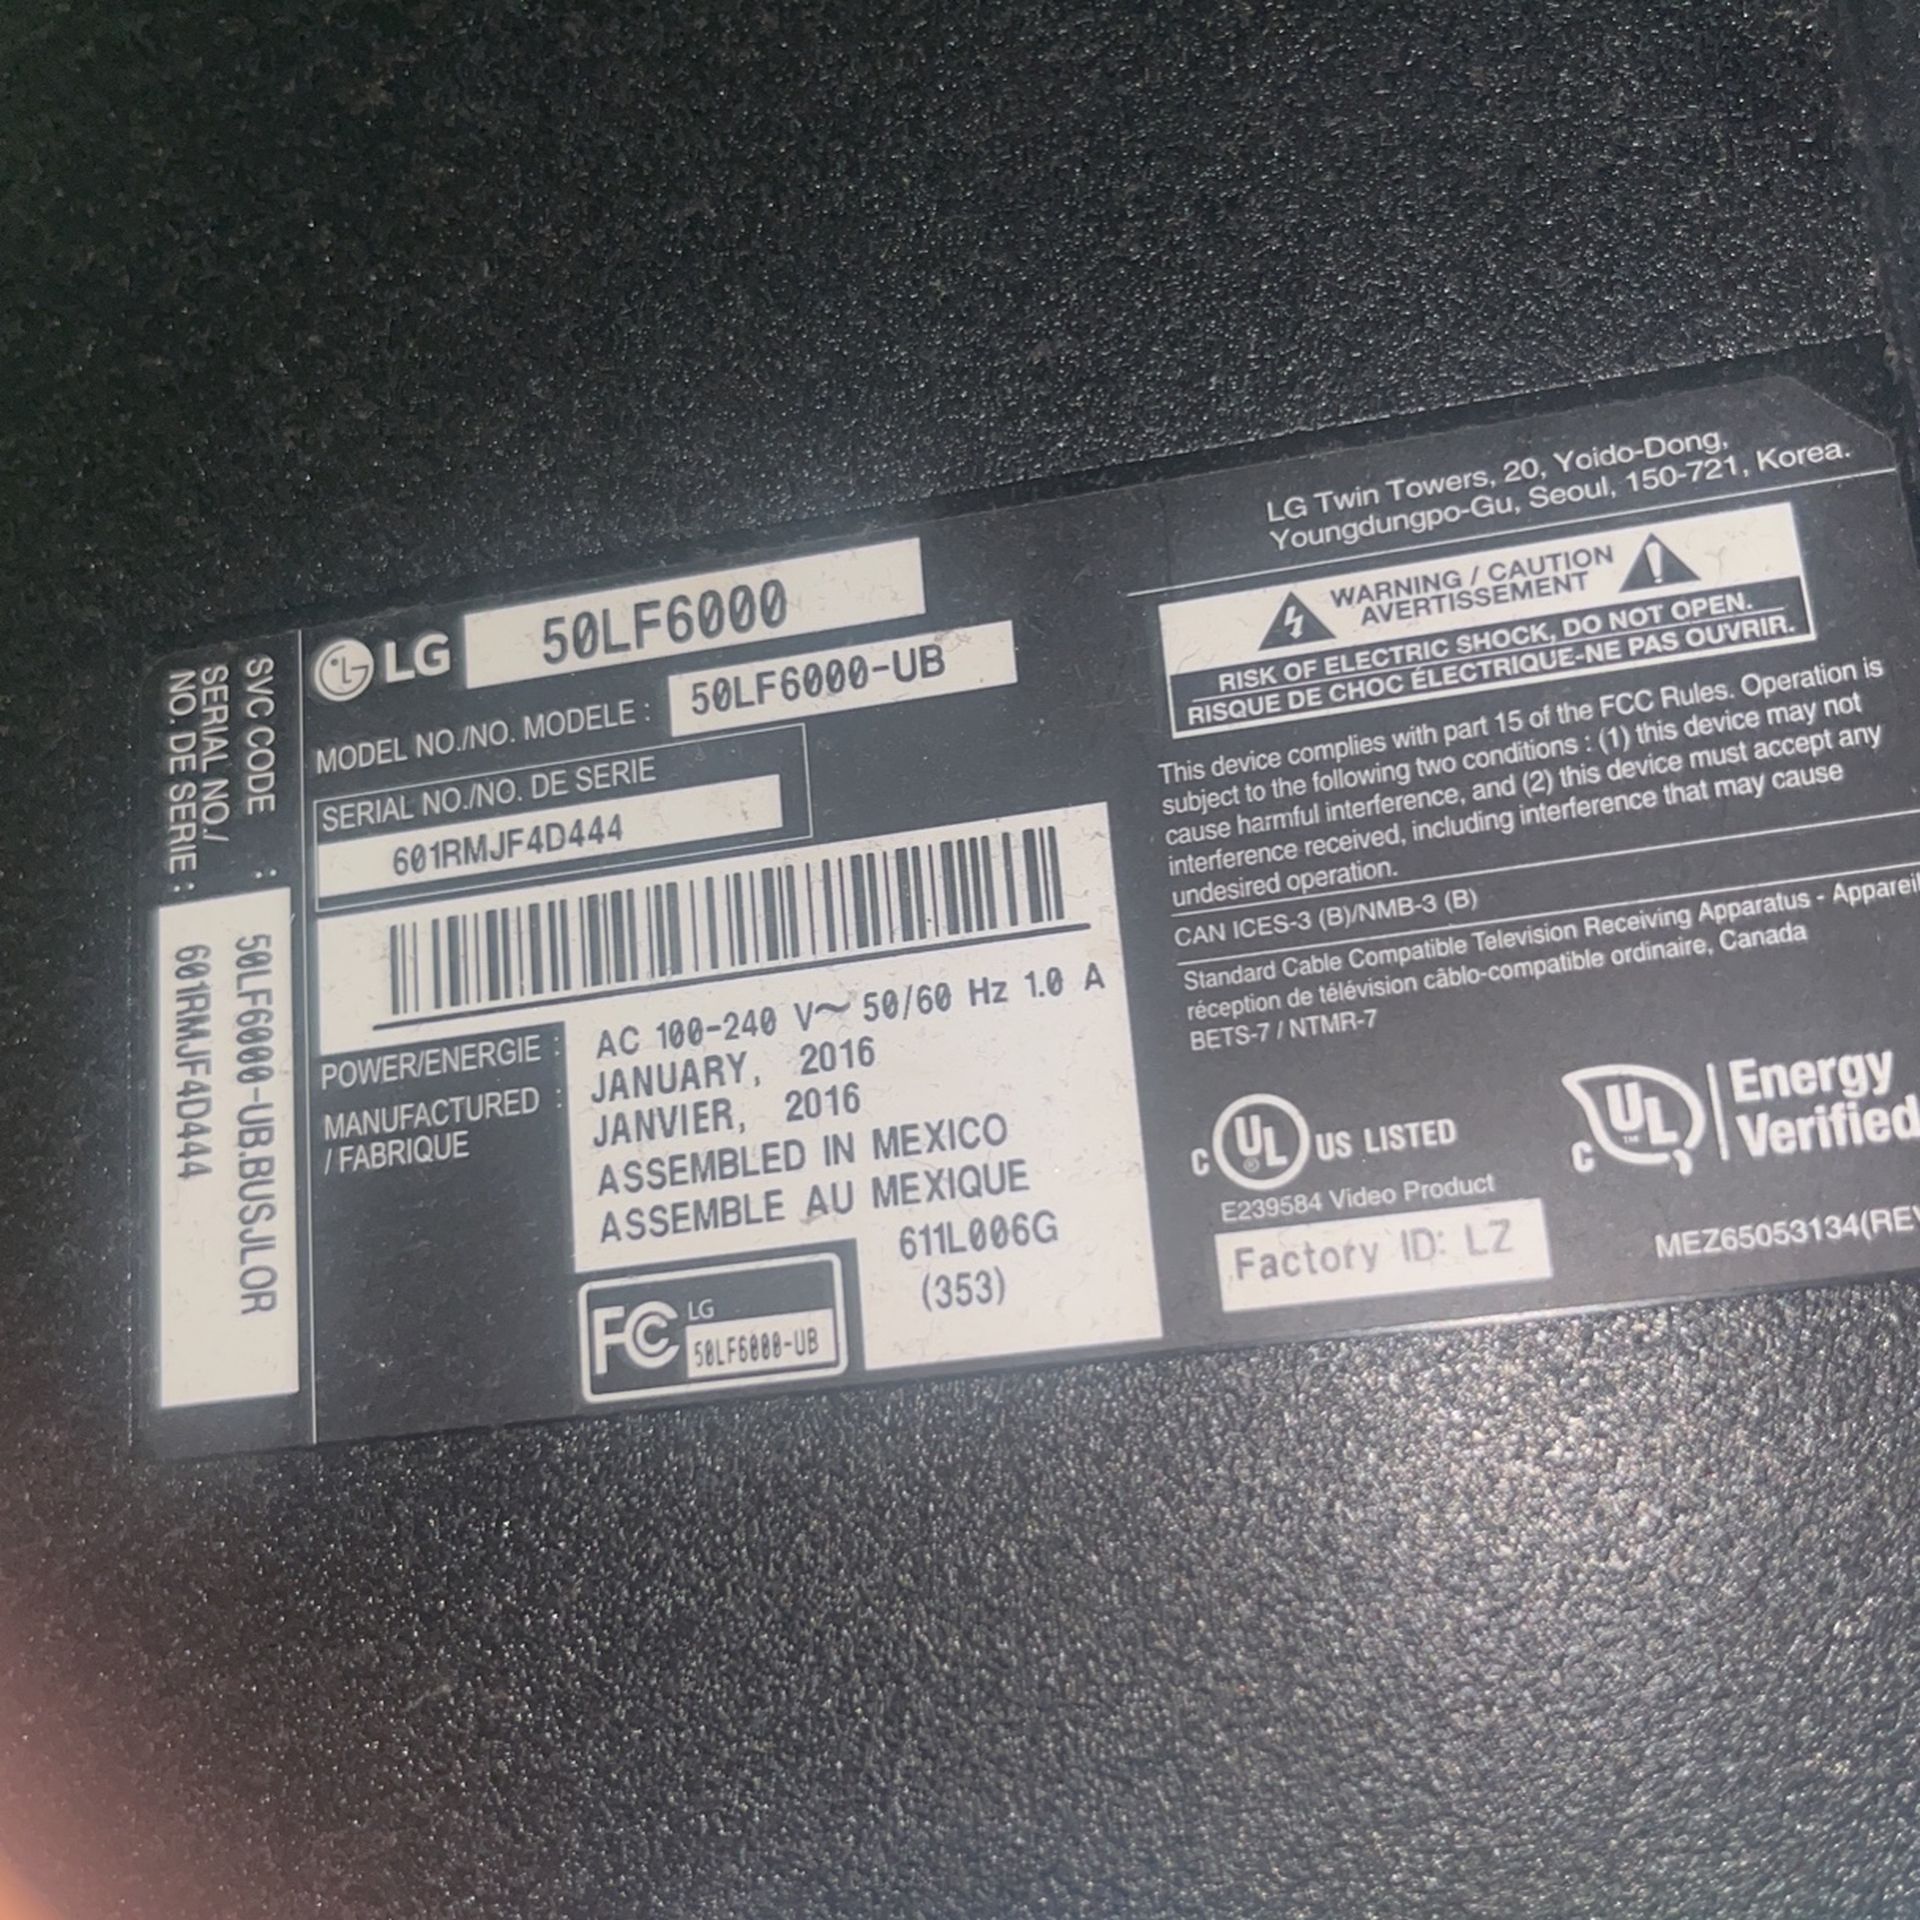 SVC CODE : 50LF6000-UB.BUSJLOR
SERIAL NO./
NO. DE SERIE : 601RMJF4D444
LG 50LF6000
MODEL NO./NO. MODELE : 50LF6000-UB
SERIAL NO./NO. DE SERIE
601RMJF4D444
POWER/ENERGIE : AC 100-240 V~ 50/60 Hz 1.0 A
MANUFACTURED : JANUARY, 2016
/ FABRIQUE JANVIER, 2016
ASSEMBLED IN MEXICO
ASSEMBLE AU MEXIQUE
611L006G
(353)
FC LG
50LF6000-UB
LG Twin Towers, 20, Yoido-Dong,
Youngdungpo-Gu, Seoul, 150-721, Korea.
WARNING / CAUTION
AVERTISSEMENT
RISK OF ELECTRIC SHOCK, DO NOT OPEN.
RISQUE DE CHOC ÉLECTRIQUE-NE PAS OUVRIR.
This device complies with part 15 of the FCC Rules. Operation is
subject to the following two conditions : (1) this device may not
cause harmful interference, and (2) this device must accept any
interference received, including interference that may cause
undesired operation.
CAN ICES-3 (B)/NMB-3 (B)
Standard Cable Compatible Television Receiving Apparatus - Appareil
réception de télévision câblo-compatible ordinaire, Canada
BETS-7 / NTMR-7
C UL ® US LISTED
E239584 Video Product
Factory ID: LZ
C UL ™ Energy
Verified
MEZ65053134(REV